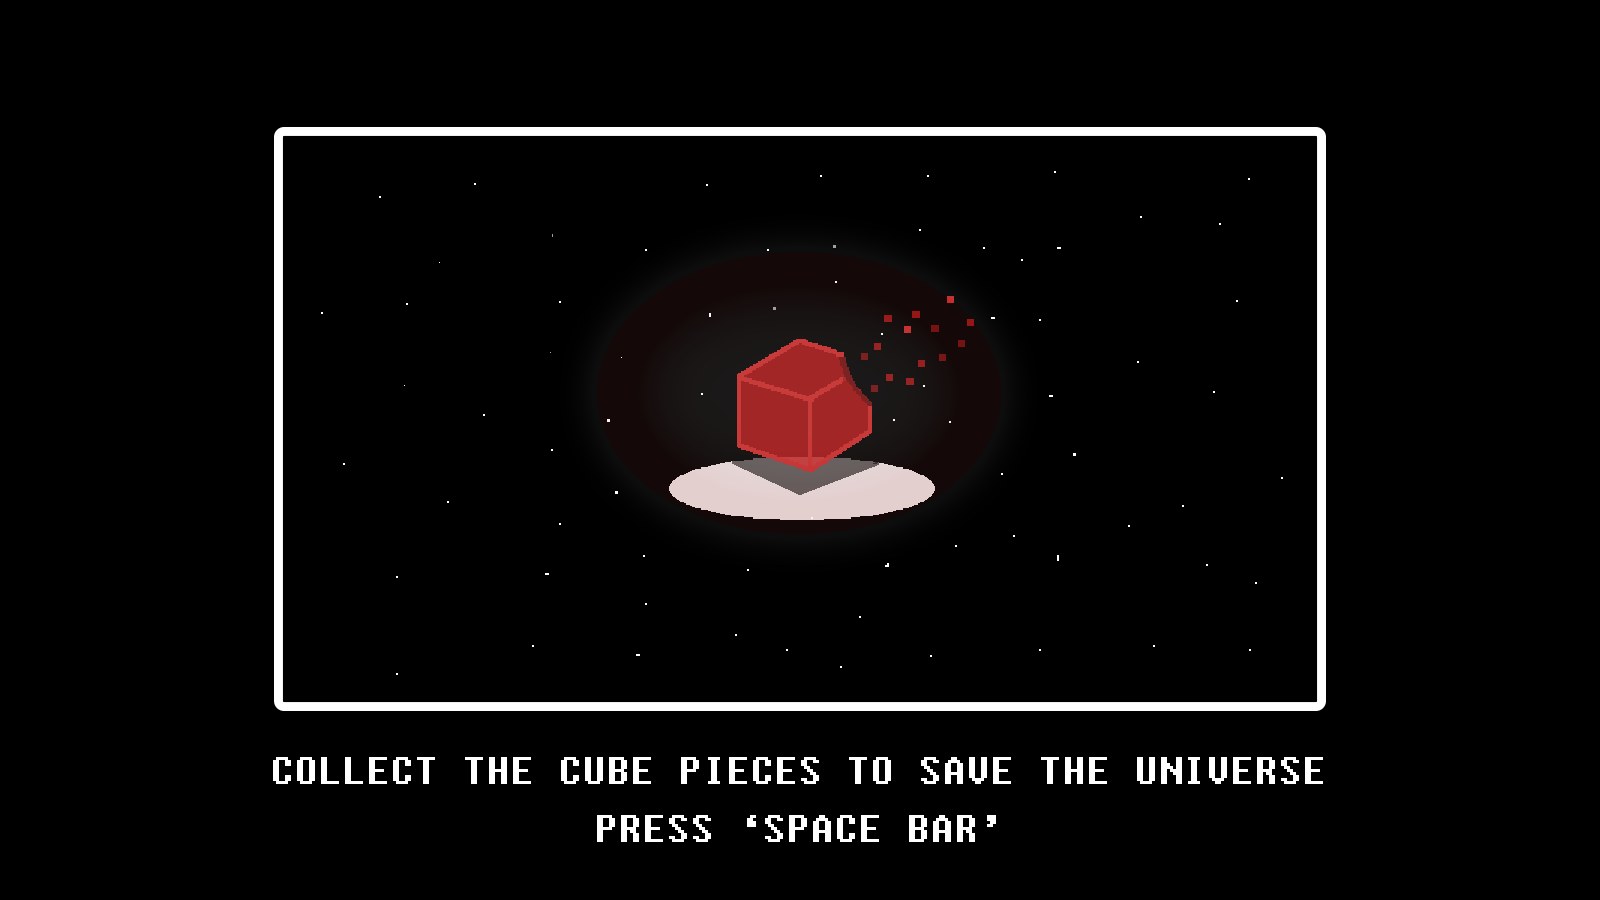 COLLECT THE CUBE PIECES TO SAVE THE UNIVERSE
PRESS ‘SPACE BAR’